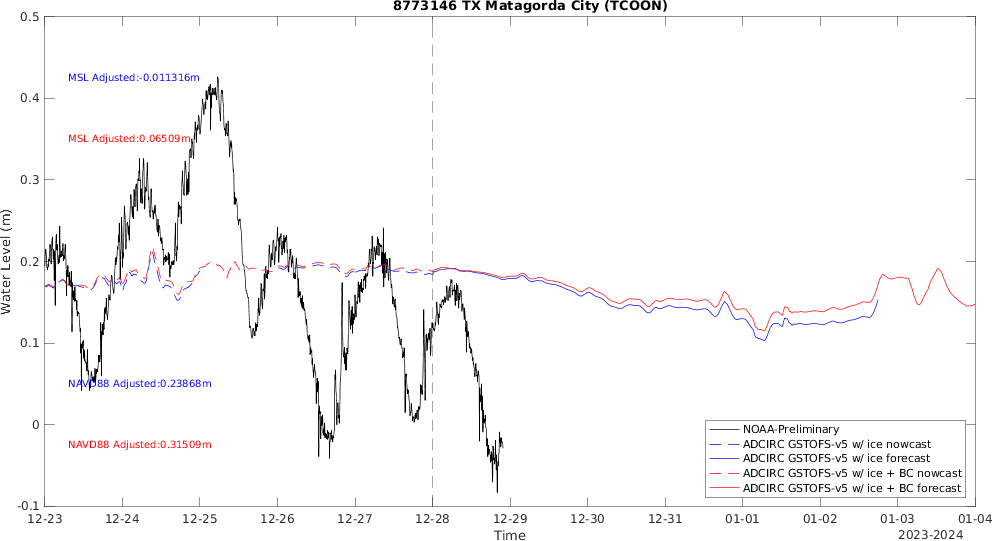 8773146 TX Matagorda City (TCOON)
0.5
0.4
0.3
0.2
0.1
0
-0.1
Water Level (m)
MSL Adjusted:-0.011316m
MSL Adjusted:0.06509m
NAVD88 Adjusted:0.23868m
NAVD88 Adjusted:0.31509m
NOAA-Preliminary
ADCIRC GSTOFS-v5 w/ ice nowcast
ADCIRC GSTOFS-v5 w/ ice forecast
ADCIRC GSTOFS-v5 w/ ice + BC nowcast
ADCIRC GSTOFS-v5 w/ ice + BC forecast
12-23 12-24 12-25 12-26 12-27 12-28 12-29 12-30 12-31 01-01 01-02 01-03 01-04
Time
2023-2024